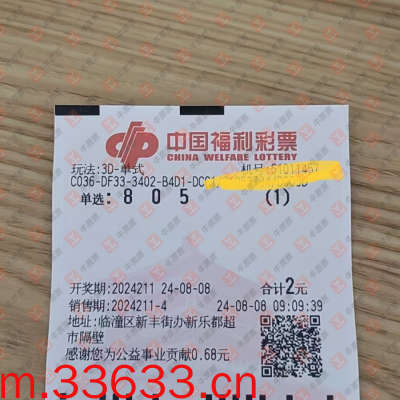 中国福利彩票
CHINA WELFARE LOTTERY
玩法:3D-单式
C036-DF33-3402-B4D1
单选: 8 0 5 (1)
开奖期:2024211 24-08-08 合计2元
销售期:2024211-4 24-08-08 09:09:39
地址:临潼区新丰街办新乐都超
市隔壁
感谢您为公益事业贡献0.68元
m.33633.cn